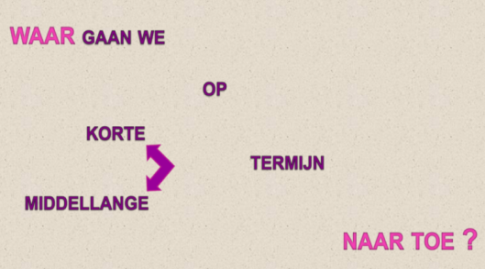 WAAR GAAN WE
OP
KORTE
TERMIJN
MIDDELLANGE
NAAR TOE ?